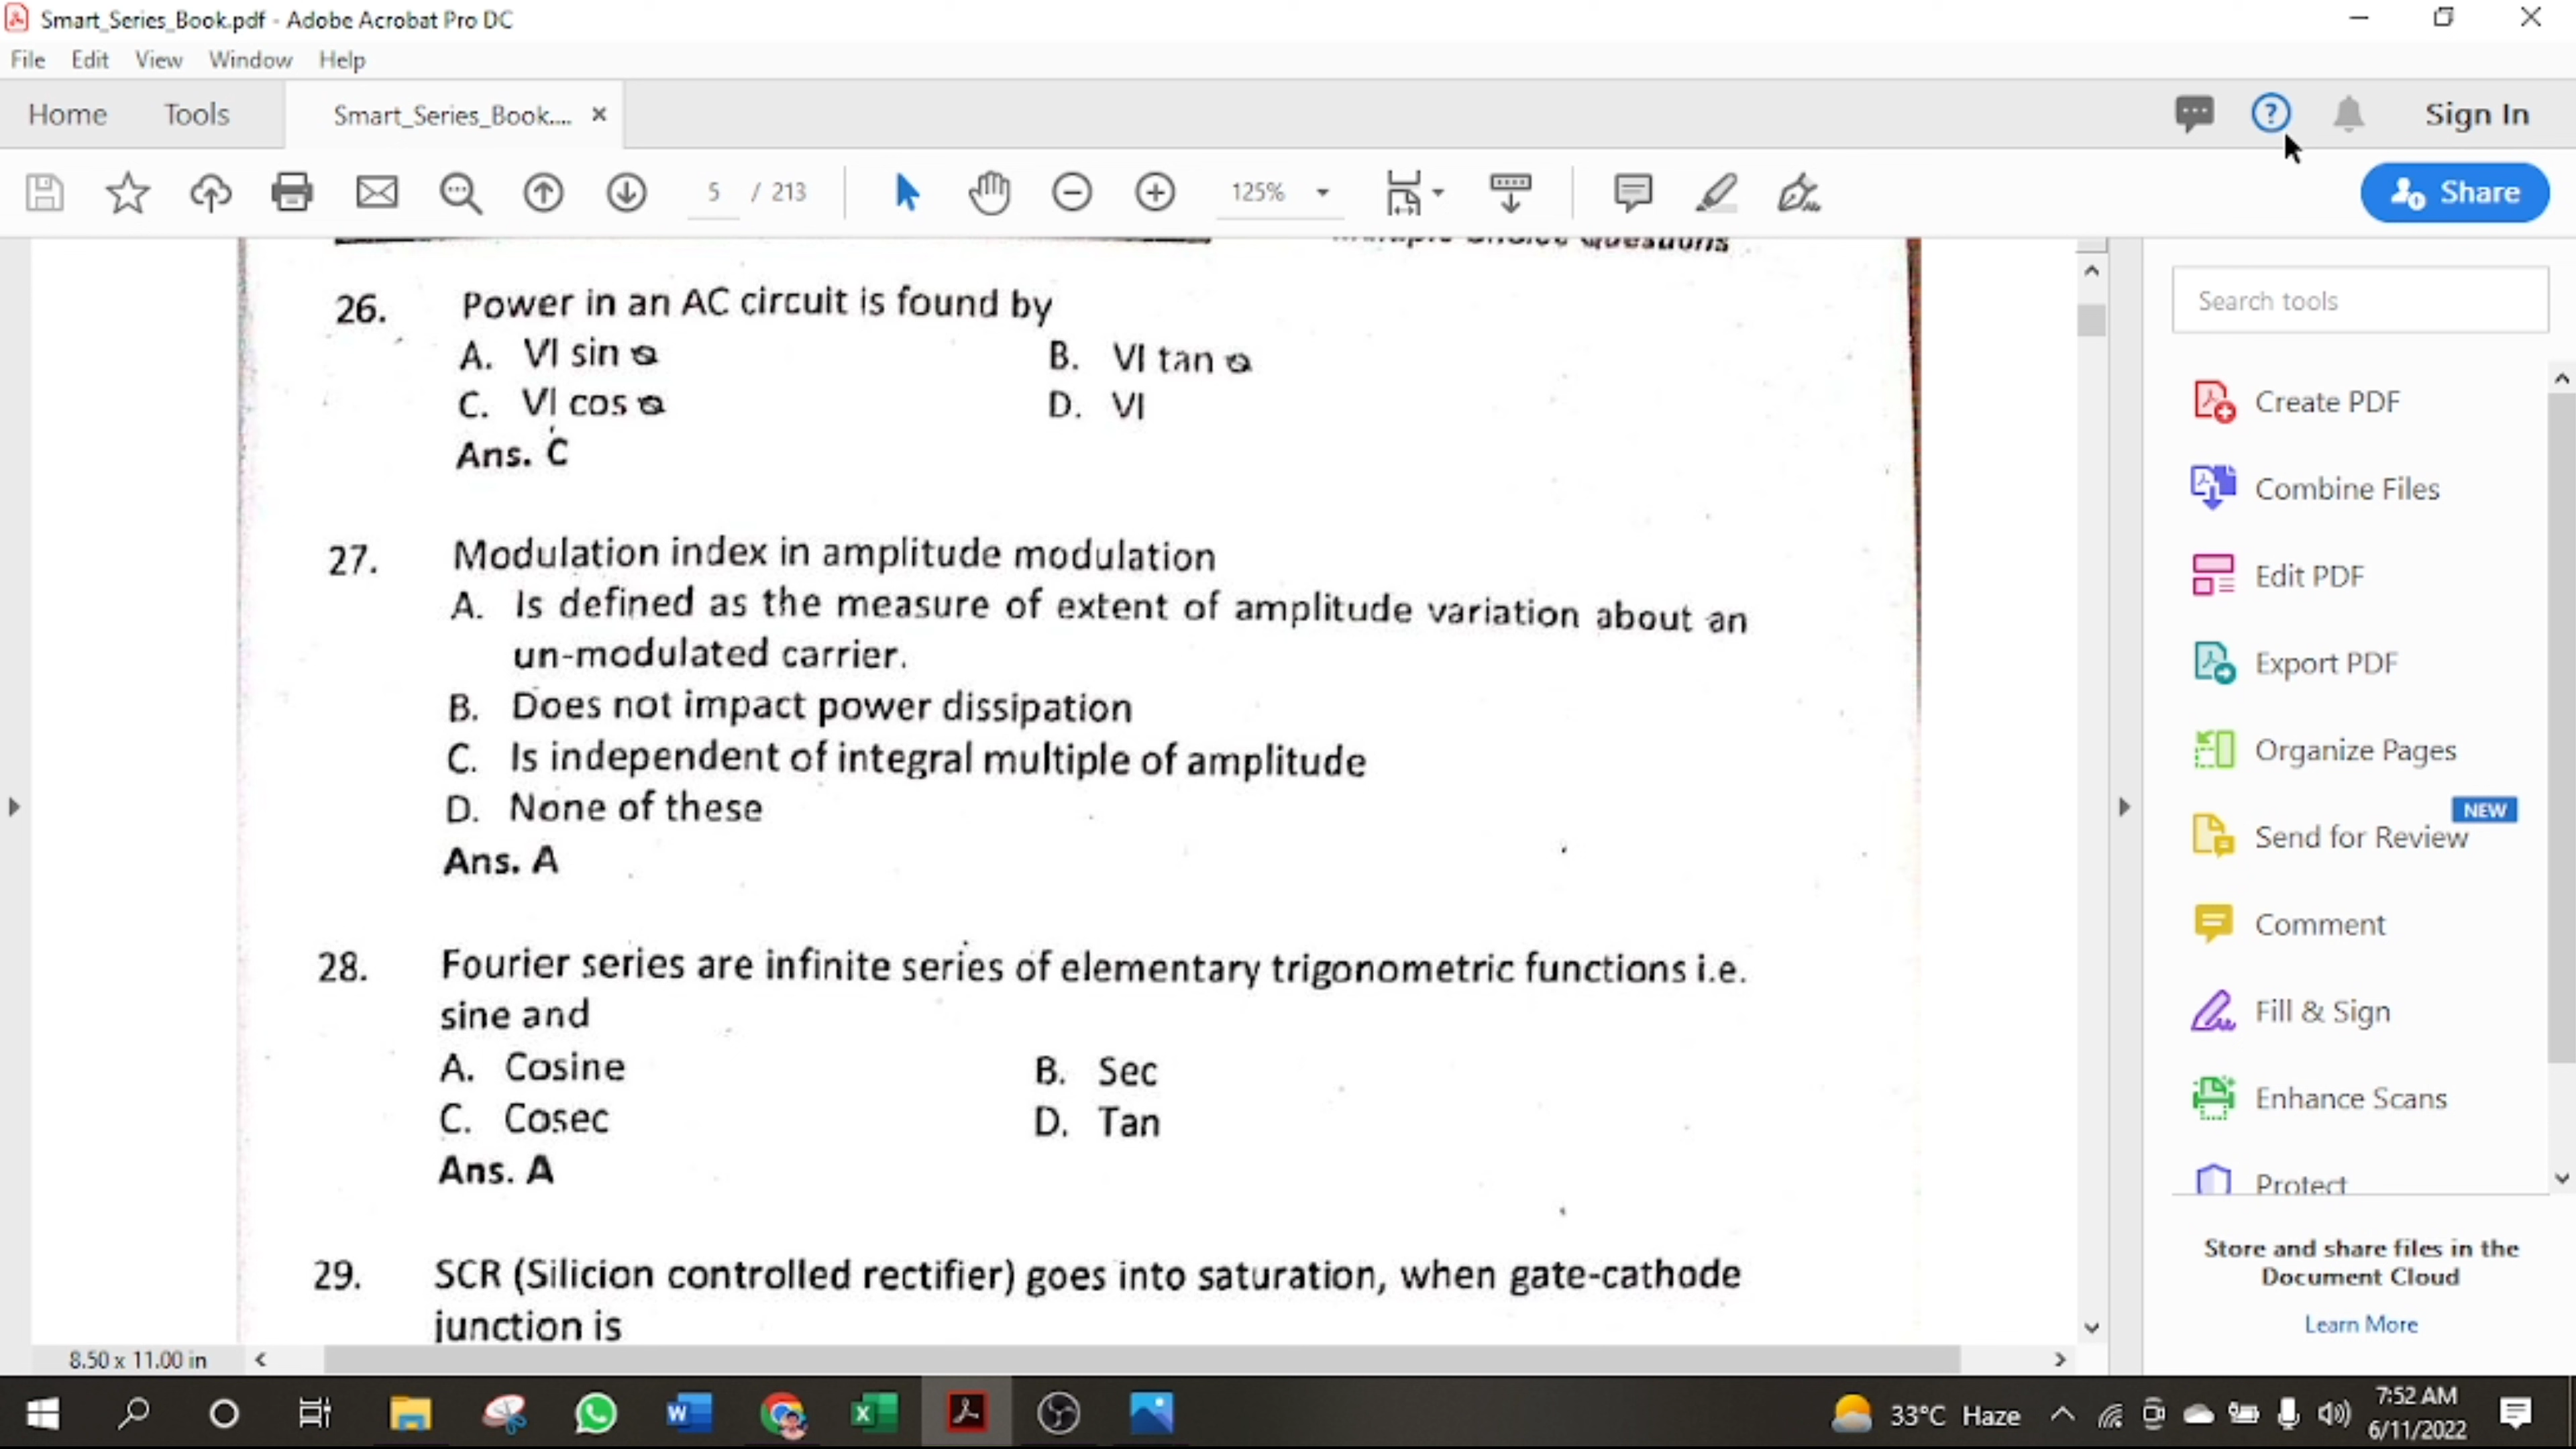 Smart_Series_Book.pdf - Adobe Acrobat Pro DC
File Edit View Window Help
Home Tools Smart_Series_Book.... × Sign In
5 / 213 125% Share
Multiple Choice Questions
26. Power in an AC circuit is found by
A. VI sin ɵ B. VI tan ɵ
C. VI cos ɵ D. VI
Ans. C
27. Modulation index in amplitude modulation
A. Is defined as the measure of extent of amplitude variation about an
un-modulated carrier.
B. Does not impact power dissipation
C. Is independent of integral multiple of amplitude
D. None of these
Ans. A
28. Fourier series are infinite series of elementary trigonometric functions i.e.
sine and
A. Cosine B. Sec
C. Cosec D. Tan
Ans. A
29. SCR (Silicion controlled rectifier) goes into saturation, when gate-cathode
junction is
8.50 x 11.00 in
Search tools
Create PDF
Combine Files
Edit PDF
Export PDF
Organize Pages
NEW
Send for Review
Comment
Fill & Sign
Enhance Scans
Protect
Store and share files in the
Document Cloud
Learn More
33°C Haze
7:52 AM
6/11/2022